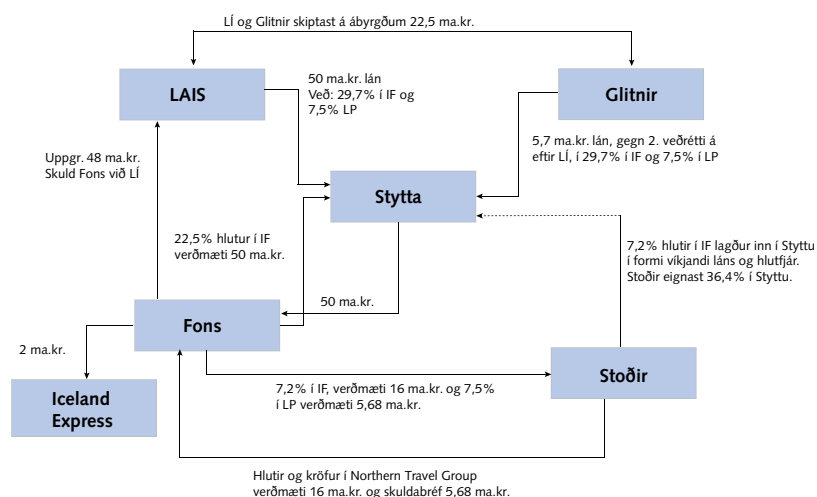 LÍ og Glitnir skiptast á ábyrgðum 22,5 ma.kr.
LAIS
50 ma.kr. lán
Veð: 29,7% í IF og
7,5% LP
Glitnir
5,7 ma.kr. lán, gegn 2. veðrétti á
eftir LÍ, í 29,7% í IF og 7,5% í LP
Uppgr. 48 ma.kr.
Skuld Fons við LÍ
Stytta
22,5% hlutur í IF
verðmæti 50 ma.kr.
7,2% hlutir í IF lagður inn í Styttu
í formi víkjandi láns og hlutfjár.
Stoðir eignast 36,4% í Styttu.
50 ma.kr.
Fons
2 ma.kr.
Iceland
Express
7,2% í IF, verðmæti 16 ma.kr. og 7,5%
í LP verðmæti 5,68 ma.kr.
Stoðir
Hlutir og kröfur í Northern Travel Group
verðmæti 16 ma.kr. og skuldabréf 5,68 ma.kr.